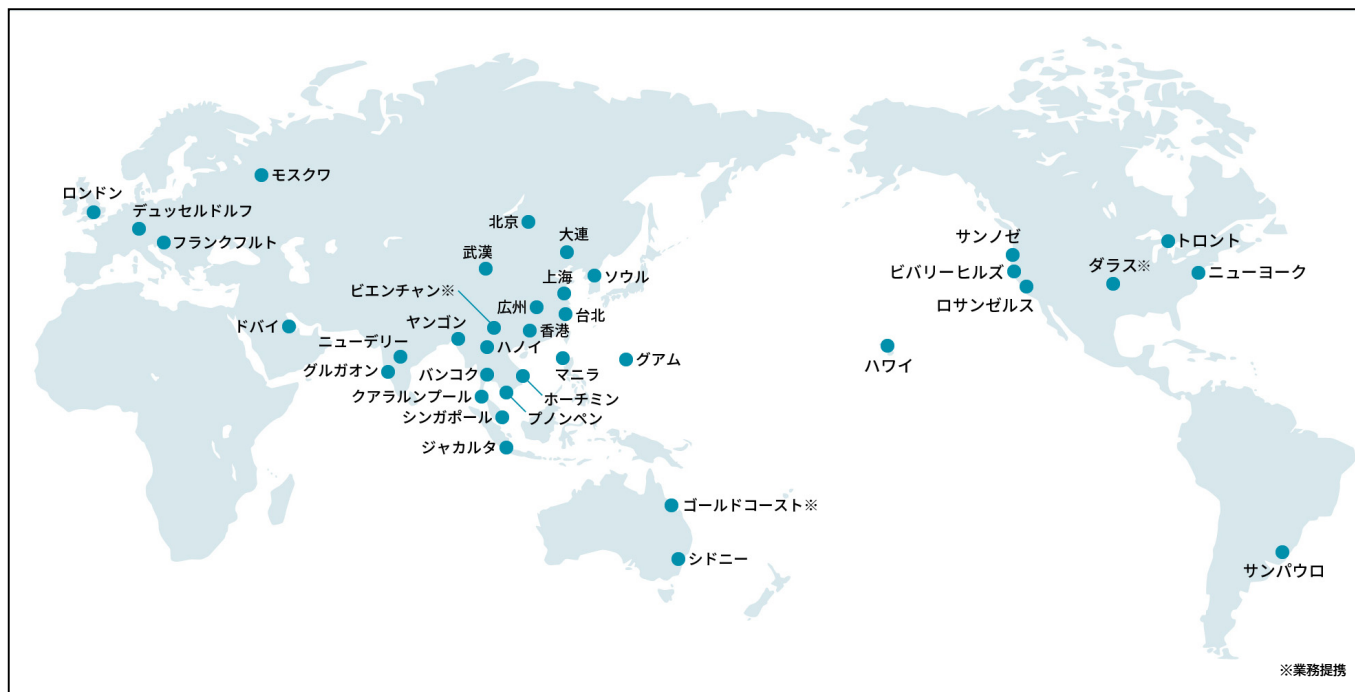 モスクワ
ロンドン
デュッセルドルフ
フランクフルト
北京
大連
武漢
ソウル
上海
ビエンチャン※
広州
台北
ヤンゴン
香港
ドバイ
ニューデリー
ハノイ
グルガオン
バンコク
マニラ
グアム
クアラルンプール
ホーチミン
シンガポール
プノンペン
ジャカルタ
ゴールドコースト※
シドニー
サンノゼ
トロント
ビバリーヒルズ
ダラス※
ニューヨーク
ロサンゼルス
ハワイ
サンパウロ
※業務提携